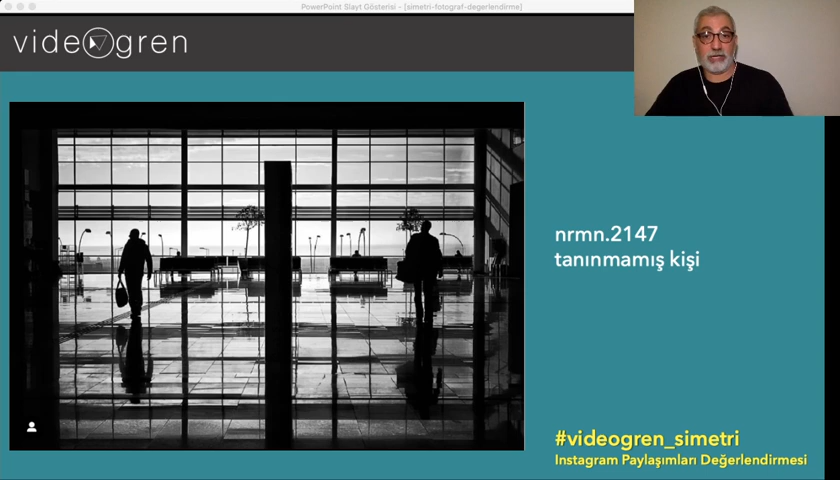 PowerPoint Slayt Gösterisi - [simetri-fotograf-degerlendirme]
videogren
nrmn.2147
tanınmamış kişi
#videogren_simetri
Instagram Paylaşımları Değerlendirmesi